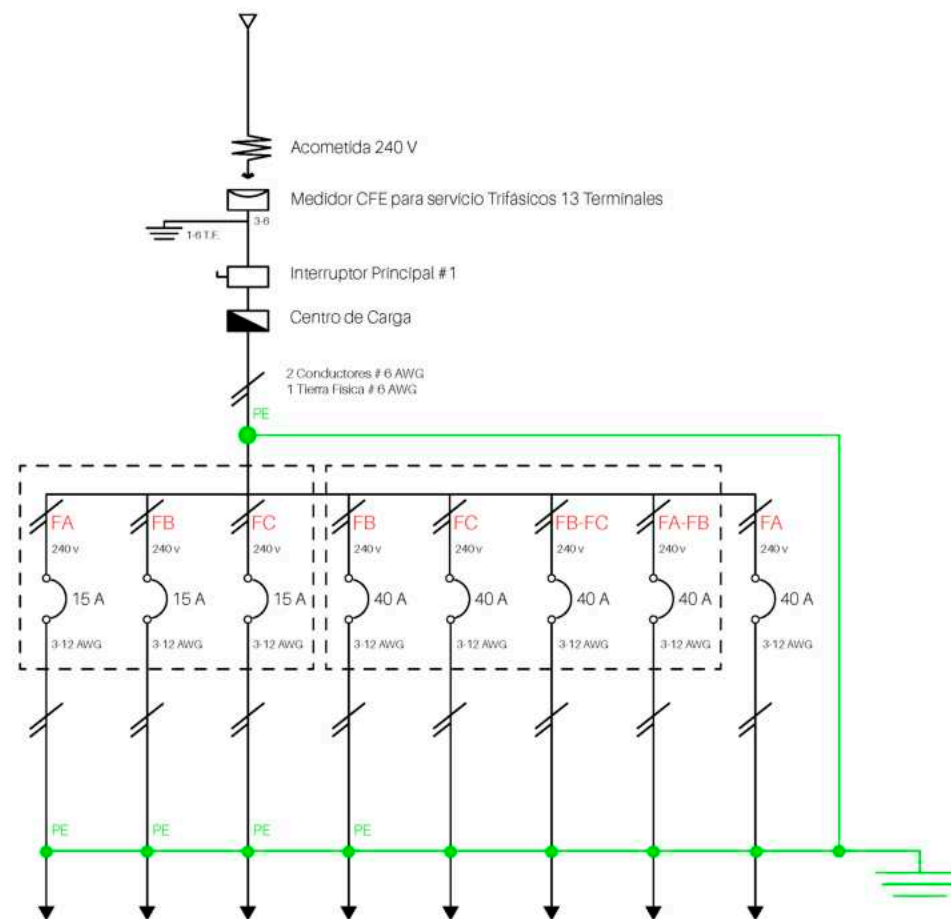 Acometida 240 V
Medidor CFE para servicio Trifásicos 13 Terminales
3-6
1-6 T.F.
Interruptor Principal #1
Centro de Carga
2 Conductores # 6 AWG
1 Tierra Física # 6 AWG
PE
FA FB FC FB FC FB-FC FA-FB FA
240 v 240 v 240 v 240 v 240 v 240 v 240 v 240 v
15 A 15 A 15 A 40 A 40 A 40 A 40 A 40 A
3-12 AWG 3-12 AWG 3-12 AWG 3-12 AWG 3-12 AWG 3-12 AWG 3-12 AWG 3-12 AWG
PE PE PE PE